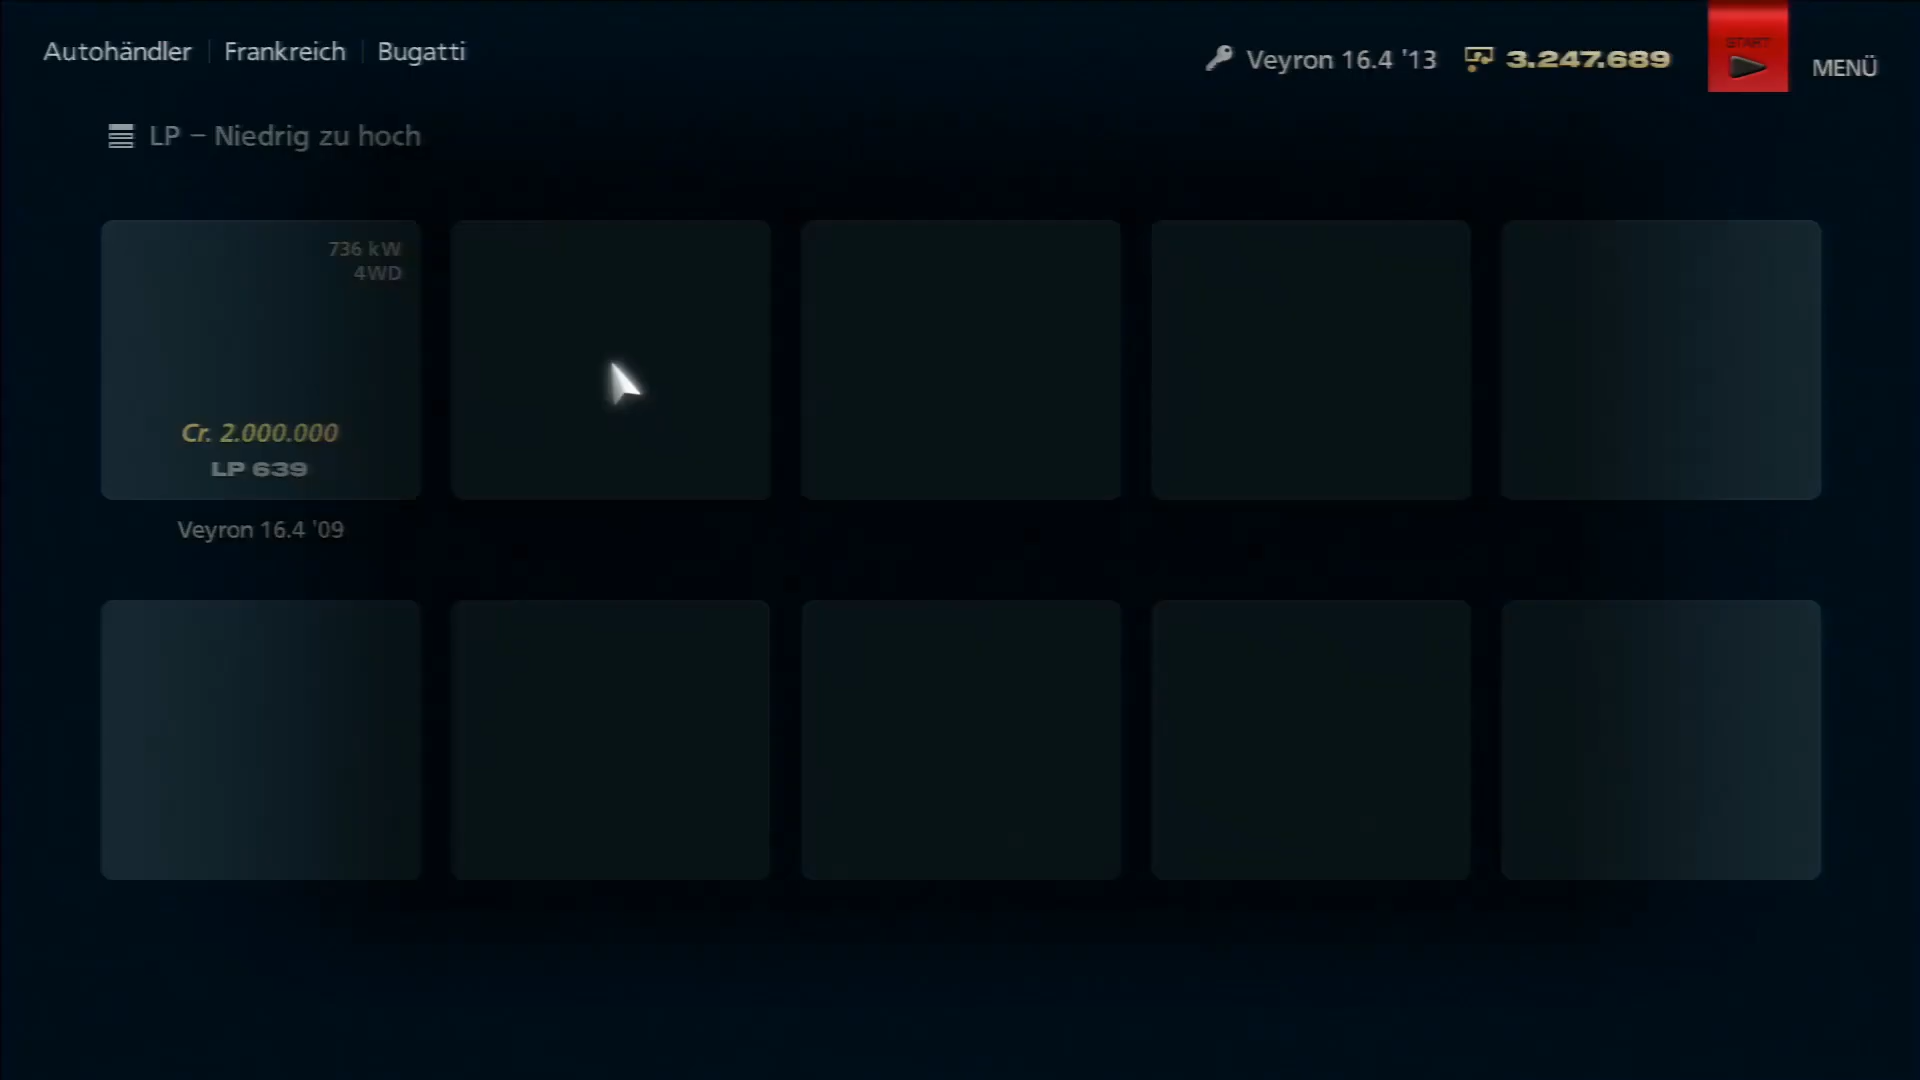 Autohändler Frankreich Bugatti
Veyron 16.4 '13 3.247.689
START
MENÜ
LP – Niedrig zu hoch
736 kW
4WD
Cr. 2.000.000
LP 639
Veyron 16.4 '09